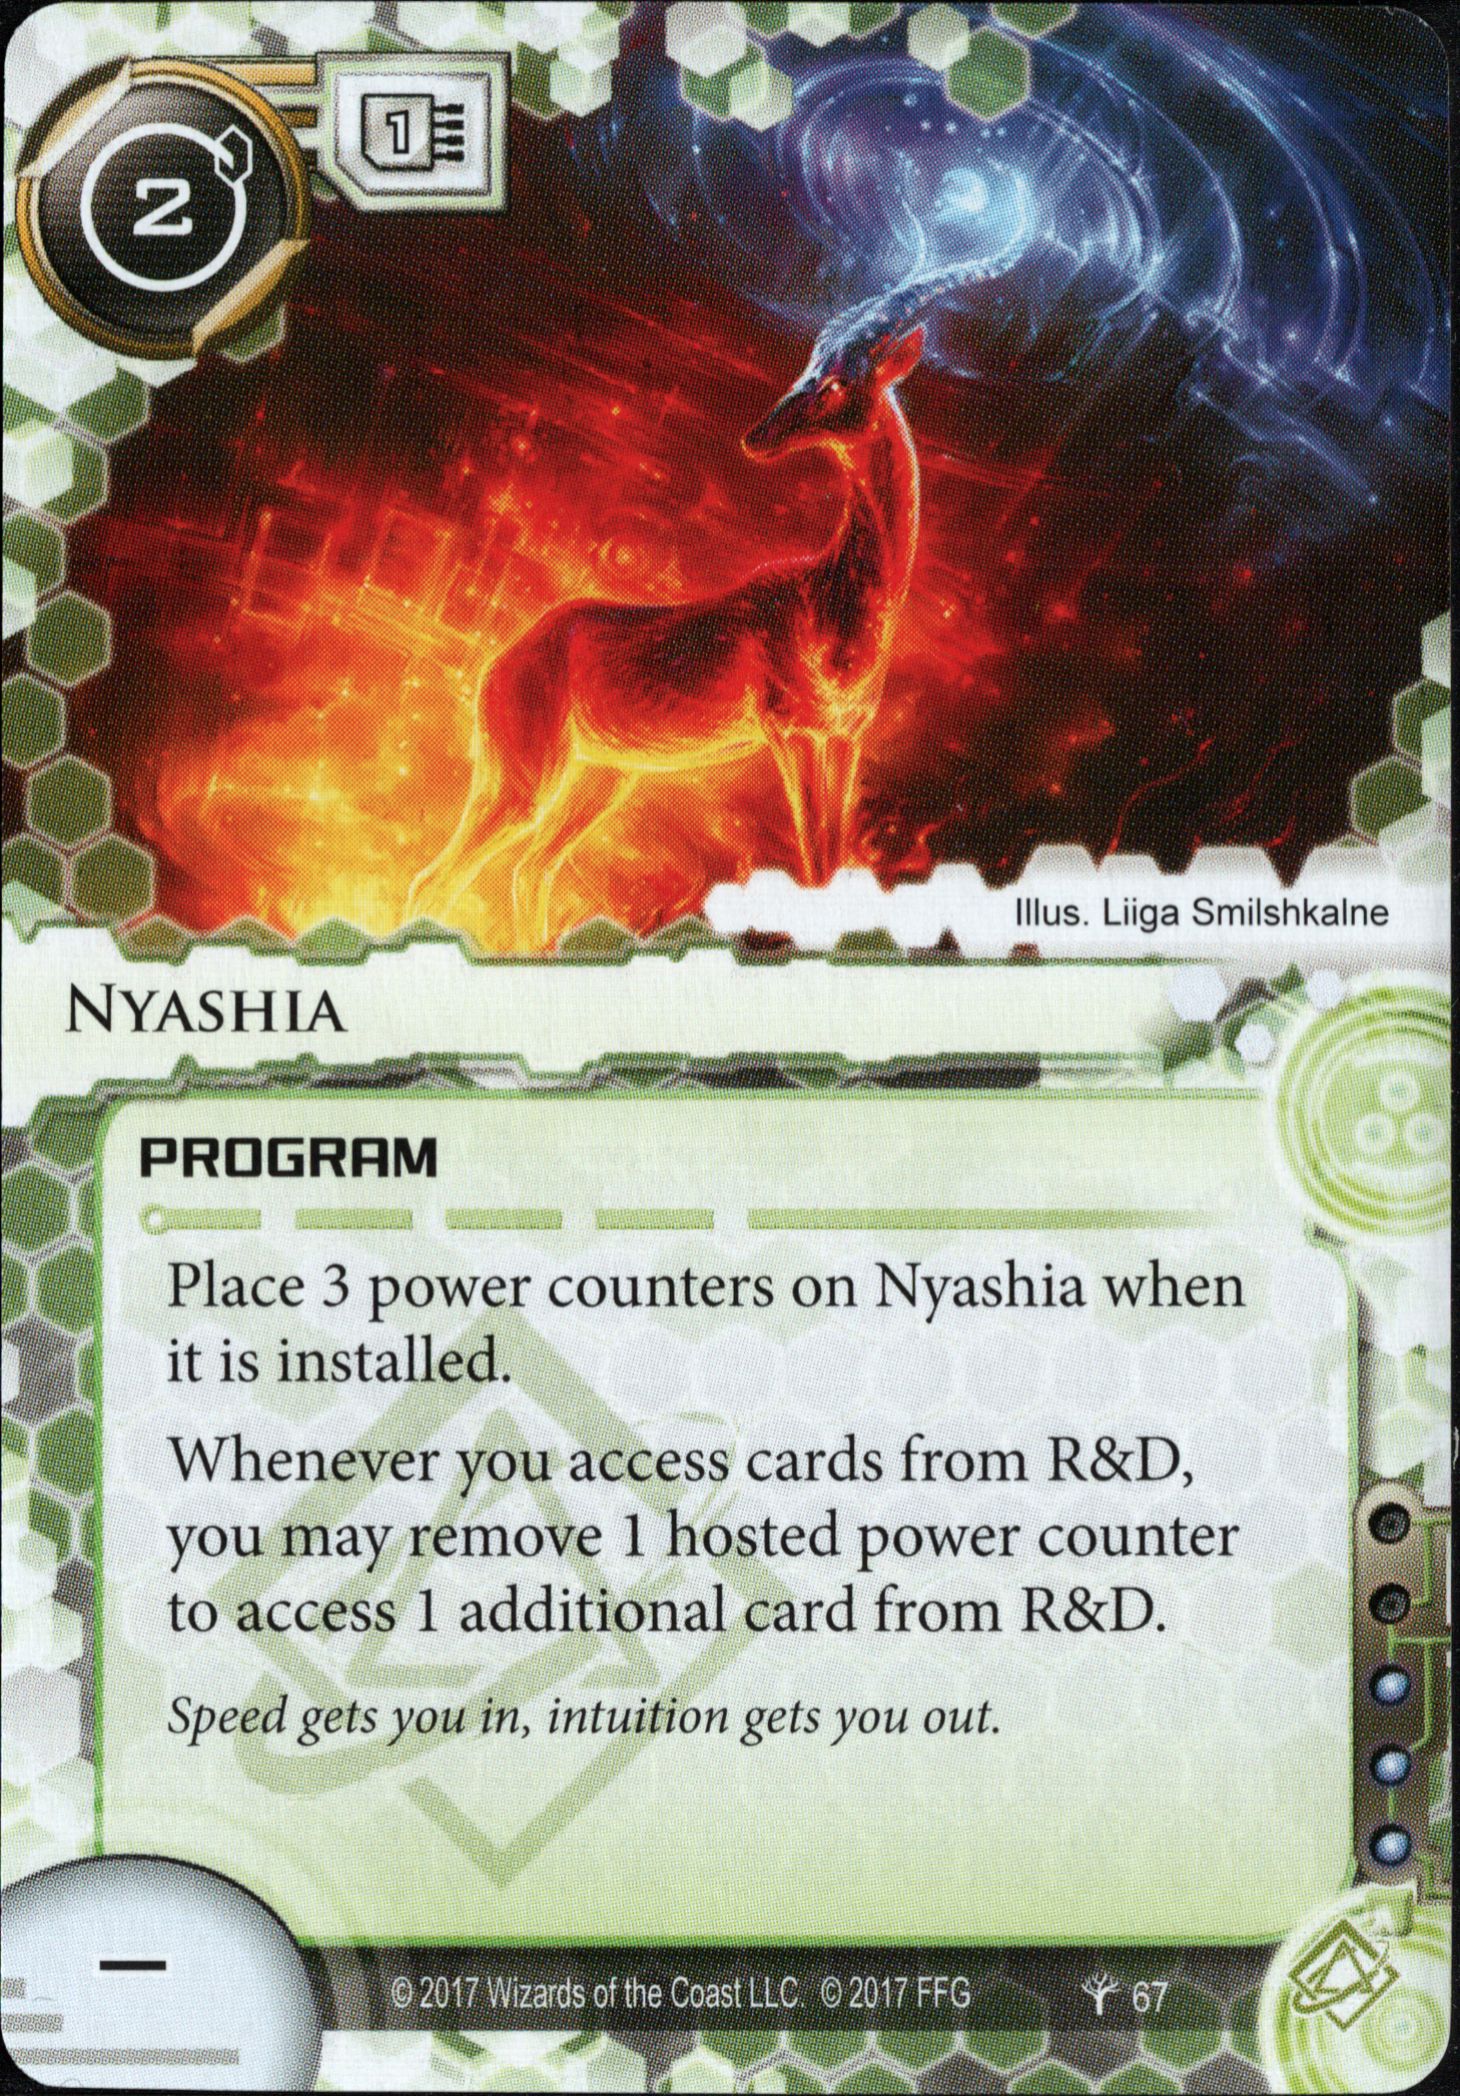 2
1
Illus. Liiga Smilshkalne
NYASHIA
PROGRAM
Place 3 power counters on Nyashia when
it is installed.
Whenever you access cards from R&D,
you may remove 1 hosted power counter
to access 1 additional card from R&D.
Speed gets you in, intuition gets you out.
–
© 2017 Wizards of the Coast LLC. © 2017 FFG
67